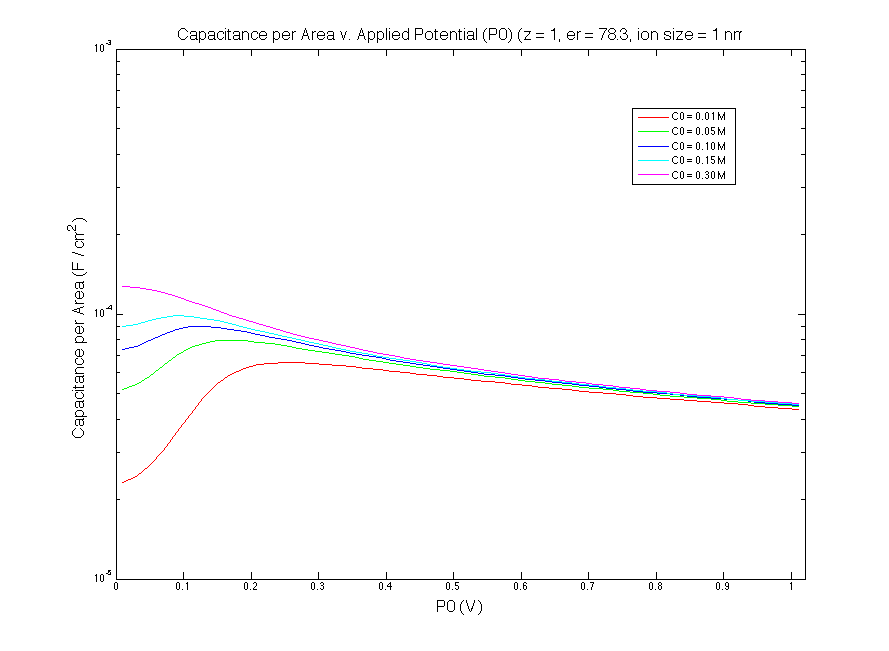 Capacitance per Area v. Applied Potential (P0) (z = 1, er = 78.3, ion size = 1 nm
10-3
10-4
10-5
Capacitance per Area (F / cm2)
C0 = 0.01M
C0 = 0.05M
C0 = 0.10M
C0 = 0.15M
C0 = 0.30M
0 0.1 0.2 0.3 0.4 0.5 0.6 0.7 0.8 0.9 1
P0 (V)